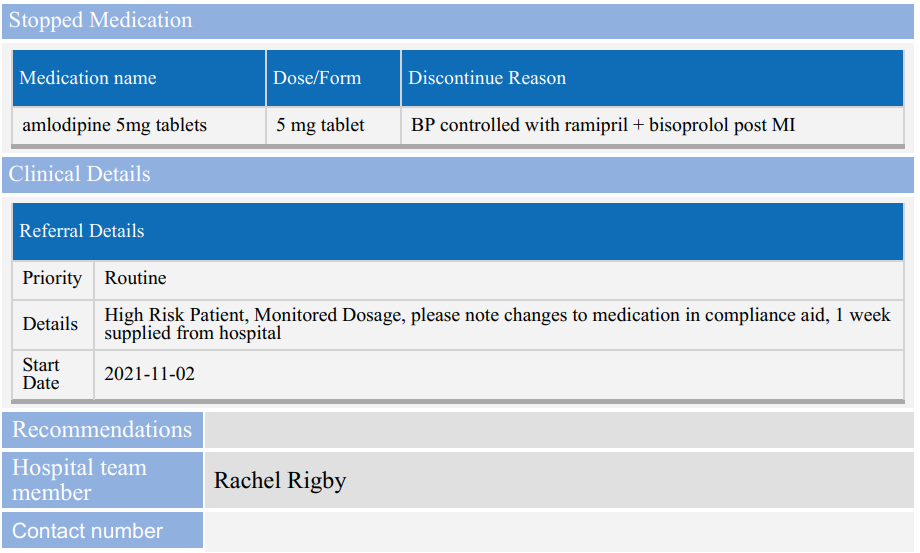 Stopped Medication
Medication name Dose/Form Discontinue Reason
amlodipine 5mg tablets 5 mg tablet BP controlled with ramipril + bisoprolol post MI
Clinical Details
Referral Details
Priority Routine
Details High Risk Patient, Monitored Dosage, please note changes to medication in compliance aid, 1 week
supplied from hospital
Start
Date 2021-11-02
Recommendations
Hospital team
member Rachel Rigby
Contact number